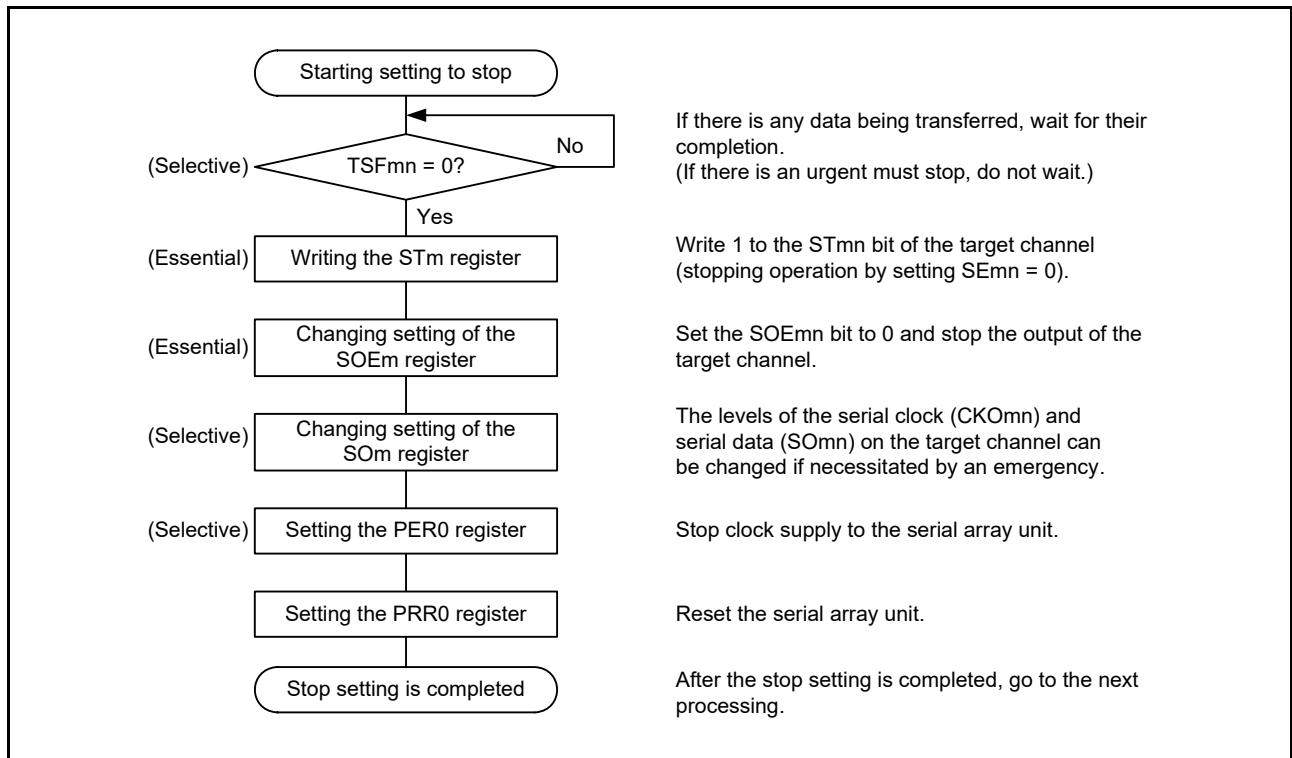 Starting setting to stop
No
If there is any data being transferred, wait for their
completion.
(If there is an urgent must stop, do not wait.)
(Selective)
TSFmn = 0?
Yes
(Essential)
Writing the STm register
Write 1 to the STmn bit of the target channel
(stopping operation by setting SEmn = 0).
(Essential)
Changing setting of the
SOEm register
Set the SOEmn bit to 0 and stop the output of the
target channel.
(Selective)
Changing setting of the
SOm register
The levels of the serial clock (CKOmn) and
serial data (SOmn) on the target channel can
be changed if necessitated by an emergency.
(Selective)
Setting the PER0 register
Stop clock supply to the serial array unit.
Setting the PRR0 register
Reset the serial array unit.
Stop setting is completed
After the stop setting is completed, go to the next
processing.